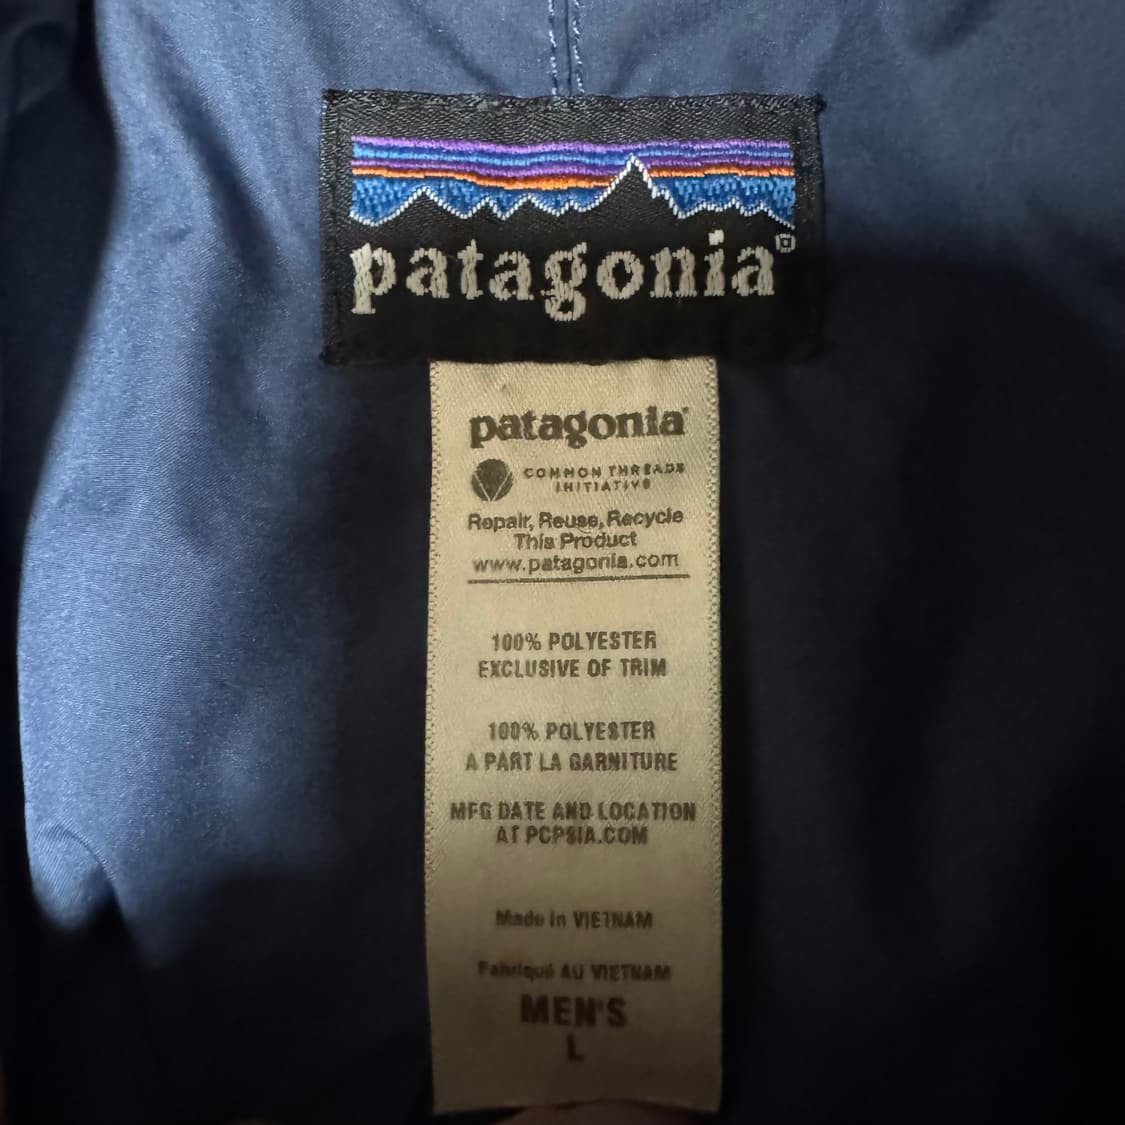 patagonia®
patagonia®
COMMON THREADS
INITIATIVE
Repair, Reuse, Recycle
This Product
www.patagonia.com
100% POLYESTER
EXCLUSIVE OF TRIM
100% POLYESTER
A PART LA GARNITURE
MFG DATE AND LOCATION
AT PCPSIA.COM
Made in VIETNAM
Fabriqué AU VIETNAM
MEN'S
L